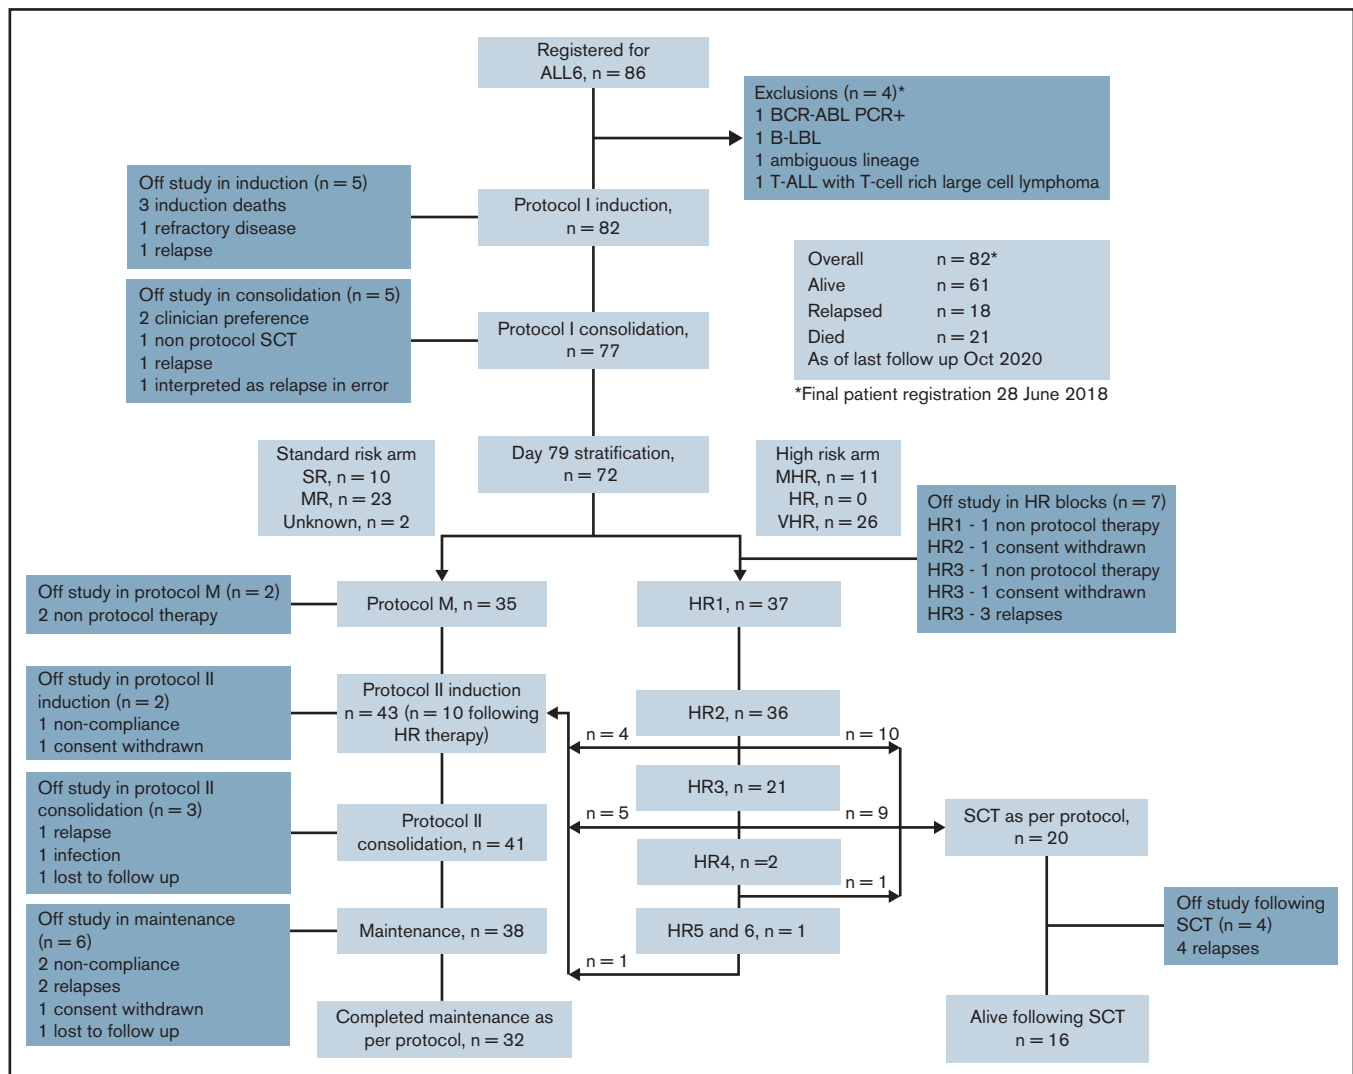 Registered for
ALL6, n = 86
Exclusions (n = 4)*
1 BCR-ABL PCR+
1 B-LBL
1 ambiguous lineage
1 T-ALL with T-cell rich large cell lymphoma
Off study in induction (n = 5)
3 induction deaths
1 refractory disease
1 relapse
Protocol I induction,
n = 82
Overall n = 82*
Alive n = 61
Relapsed n = 18
Died n = 21
As of last follow up Oct 2020
*Final patient registration 28 June 2018
Off study in consolidation (n = 5)
2 clinician preference
1 non protocol SCT
1 relapse
1 interpreted as relapse in error
Protocol I consolidation,
n = 77
Standard risk arm
SR, n = 10
MR, n = 23
Unknown, n = 2
Day 79 stratification,
n = 72
High risk arm
MHR, n = 11
HR, n = 0
VHR, n = 26
Off study in HR blocks (n = 7)
HR1 - 1 non protocol therapy
HR2 - 1 consent withdrawn
HR3 - 1 non protocol therapy
HR3 - 1 consent withdrawn
HR3 - 3 relapses
Off study in protocol M (n = 2)
2 non protocol therapy
Protocol M, n = 35
HR1, n = 37
Off study in protocol II
induction (n = 2)
1 non-compliance
1 consent withdrawn
Protocol II induction
n = 43 (n = 10 following
HR therapy)
HR2, n = 36
n = 4
n = 10
Off study in protocol II
consolidation (n = 3)
1 relapse
1 infection
1 lost to follow up
Protocol II
consolidation, n = 41
HR3, n = 21
n = 5
n = 9
SCT as per protocol,
n = 20
HR4, n =2
n = 1
Off study in maintenance
(n = 6)
2 non-compliance
2 relapses
1 consent withdrawn
1 lost to follow up
Maintenance, n = 38
HR5 and 6, n = 1
n = 1
Off study following
SCT (n = 4)
4 relapses
Completed maintenance as
per protocol, n = 32
Alive following SCT
n = 16